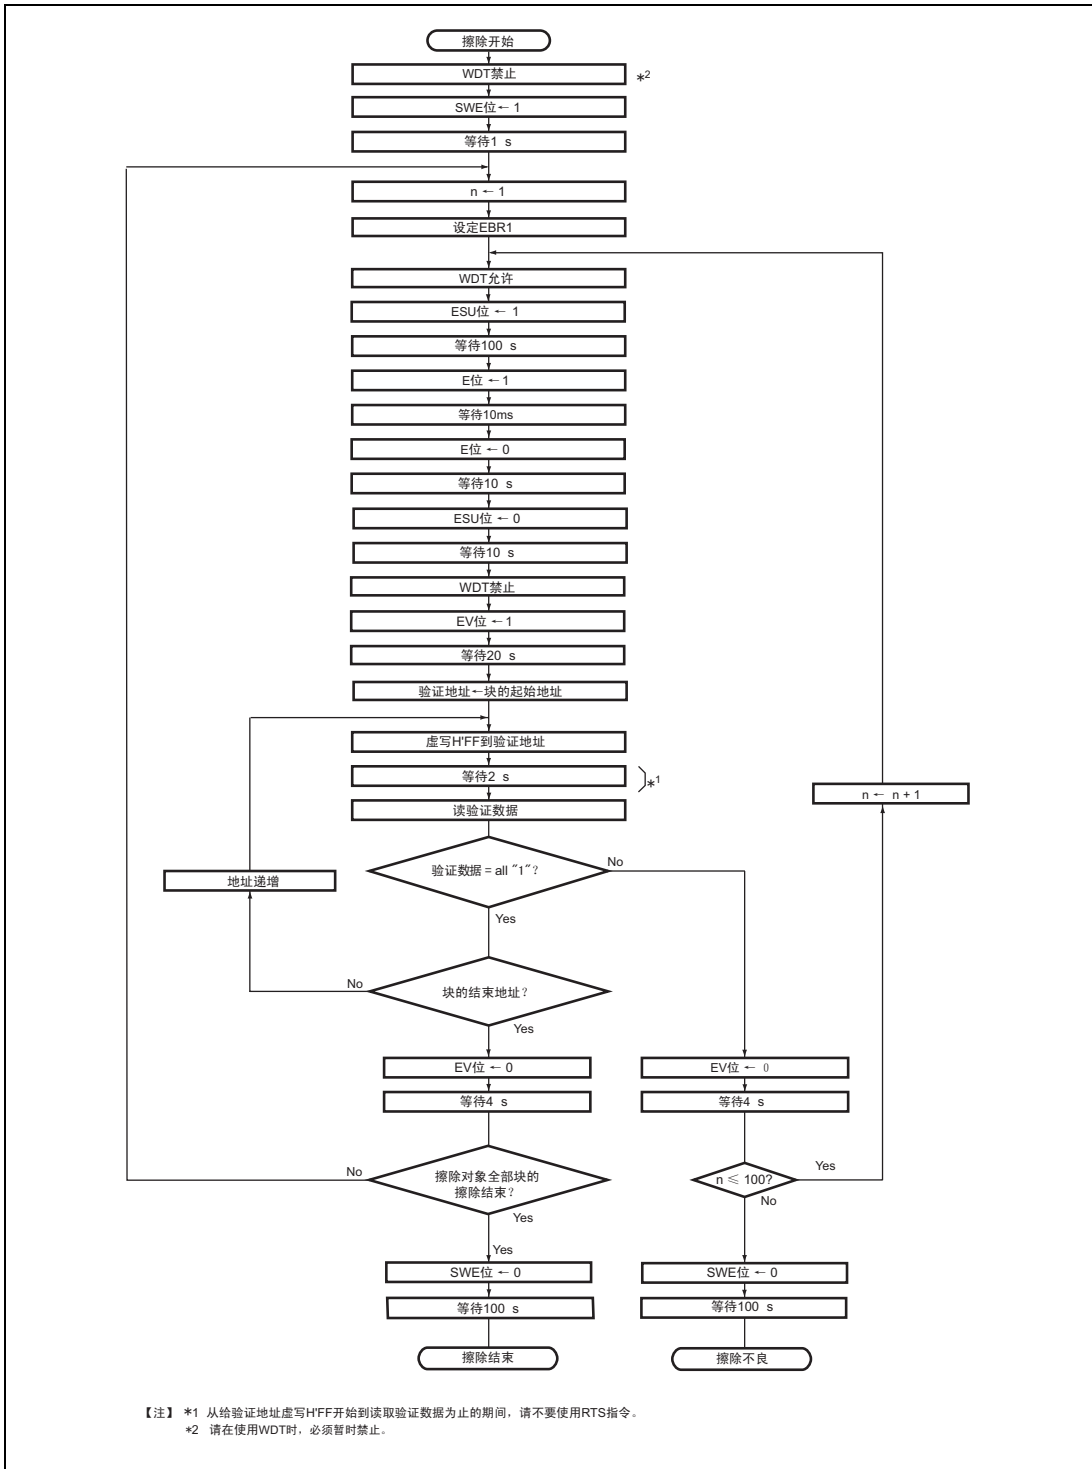 擦除开始
WDT禁止
*2
SWE位← 1
等待1 s
n ← 1
设定EBR1
WDT允许
ESU位 ← 1
等待100 s
E位 ← 1
等待10ms
E位 ← 0
等待10 s
ESU位 ← 0
等待10 s
WDT禁止
EV位 ← 1
等待20 s
验证地址←块的起始地址
虚写H'FF到验证地址
等待2 s
*1
读验证数据
n ← n + 1
验证数据 = all "1"?
No
Yes
地址递增
块的结束地址?
No
Yes
EV位 ← 0
等待4 s
EV位 ← 0
等待4 s
擦除对象全部块的
擦除结束?
No
Yes
Yes
n ≤ 100?
Yes
No
SWE位 ← 0
等待100 s
擦除结束
SWE位 ← 0
等待100 s
擦除不良
【注】 *1 从给验证地址虚写H'FF开始到读取验证数据为止的期间，请不要使用RTS指令。
*2 请在使用WDT时，必须暂时禁止。